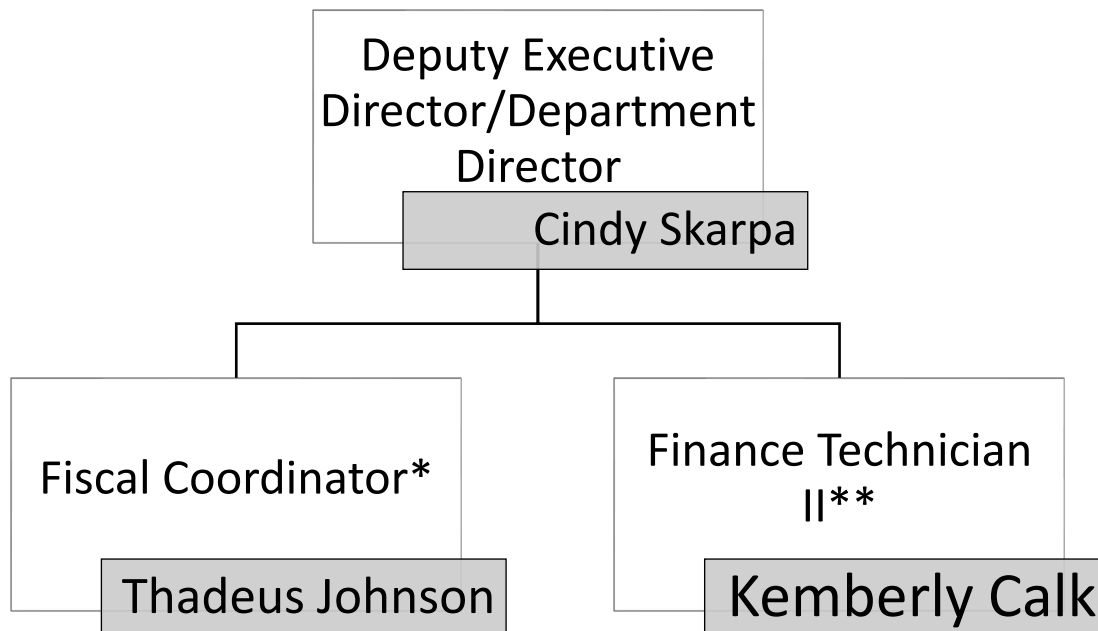 Deputy Executive
Director/Department
Director
Cindy Skarpa
Fiscal Coordinator*
Thadeus Johnson
Finance Technician
II**
Kemberly Calk